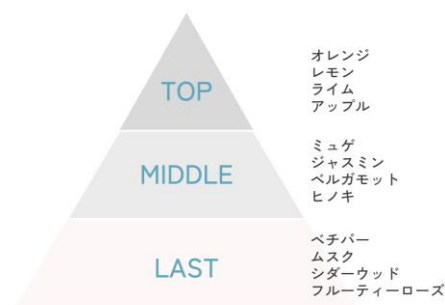 TOP
オレンジ
レモン
ライム
アップル
MIDDLE
ミュゲ
ジャスミン
ベルガモット
ヒノキ
LAST
ベチバー
ムスク
シダーウッド
フルーティーローズ